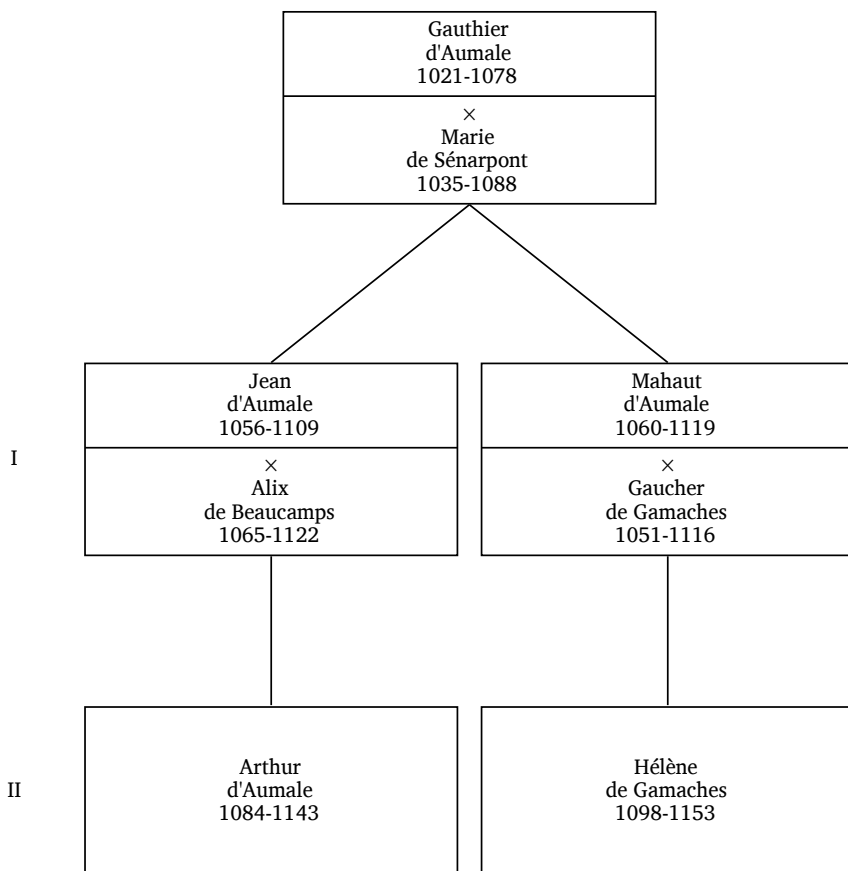 Gauthier
d'Aumale
1021-1078
×
Marie
de Sénarpont
1035-1088
Jean
d'Aumale
1056-1109
×
Alix
de Beaucamps
1065-1122
Mahaut
d'Aumale
1060-1119
×
Gaucher
de Gamaches
1051-1116
I
Arthur
d'Aumale
1084-1143
Hélène
de Gamaches
1098-1153
II